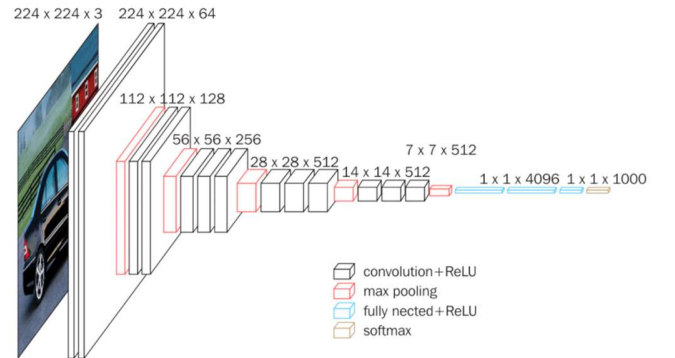 224 x 224 x 3
224 x 224 x 64
112 x 112 x 128
56 x 56 x 256
28 x 28 x 512
14 x 14 x 512
7 x 7 x 512
1 x 1 x 4096
1 x 1 x 1000
convolution+ReLU
max pooling
fully nected+ReLU
softmax